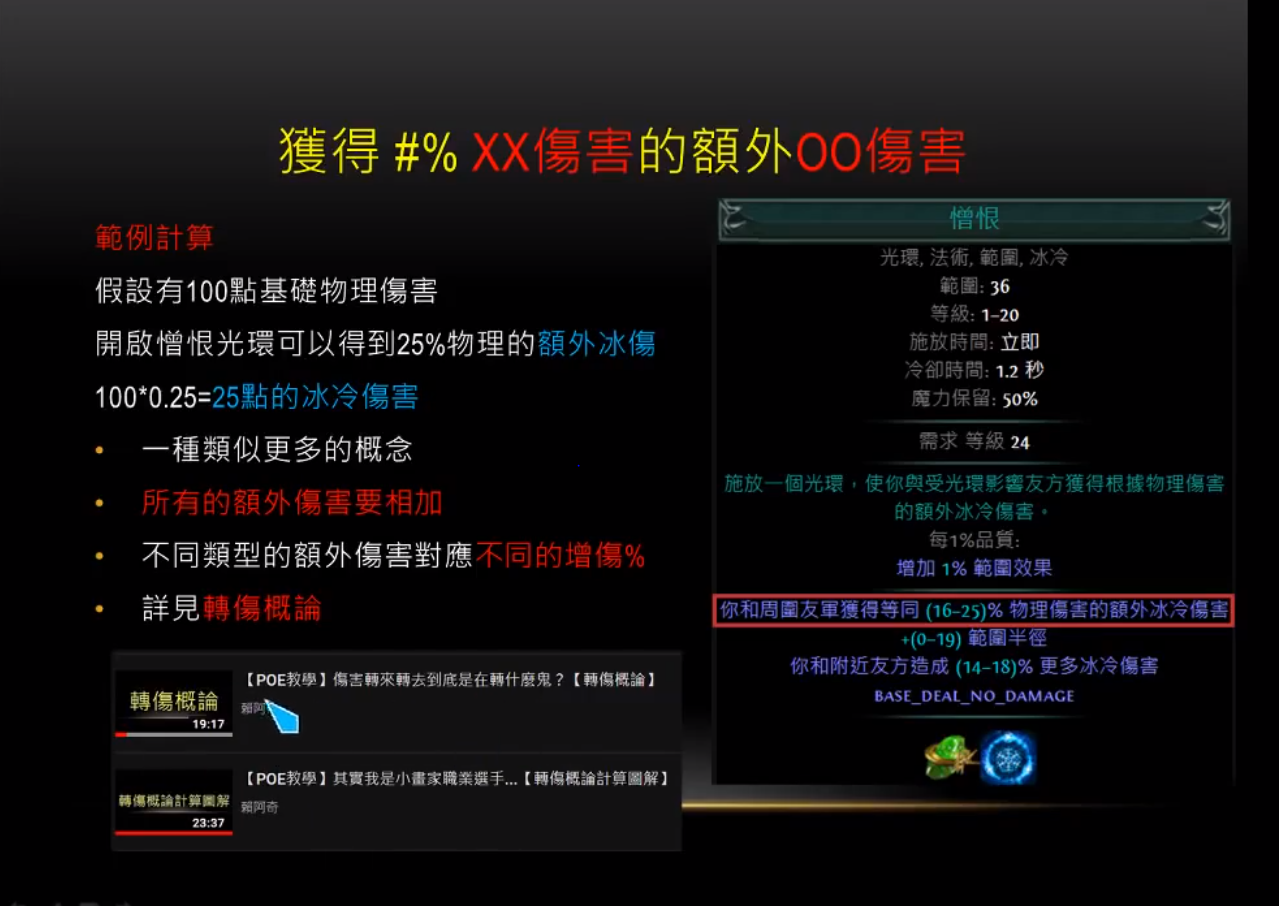 獲得 #% XX傷害的額外OO傷害
範例計算
假設有100點基礎物理傷害
開啟憎恨光環可以得到25%物理的額外冰傷
100*0.25=25點的冰冷傷害
• 一種類似更多的概念
• 所有的額外傷害要相加
• 不同類型的額外傷害對應不同的增傷%
• 詳見轉傷概論
轉傷概論
19:17
【POE教學】傷害轉來轉去到底是在轉什麼鬼？【轉傷概論】
賴阿
轉傷概論計算圖解
23:37
【POE教學】其實我是小畫家職業選手...【轉傷概論計算圖解】
賴阿奇
憎恨
光環, 法術, 範圍, 冰冷
範圍: 36
等級: 1–20
施放時間: 立即
冷卻時間: 1.2 秒
魔力保留: 50%
需求 等級 24
施放一個光環，使你與受光環影響友方獲得根據物理傷害
的額外冰冷傷害。
每1%品質:
增加 1% 範圍效果
你和周圍友軍獲得等同 (16–25)% 物理傷害的額外冰冷傷害
+(0–19) 範圍半徑
你和附近友方造成 (14–18)% 更多冰冷傷害
BASE_DEAL_NO_DAMAGE